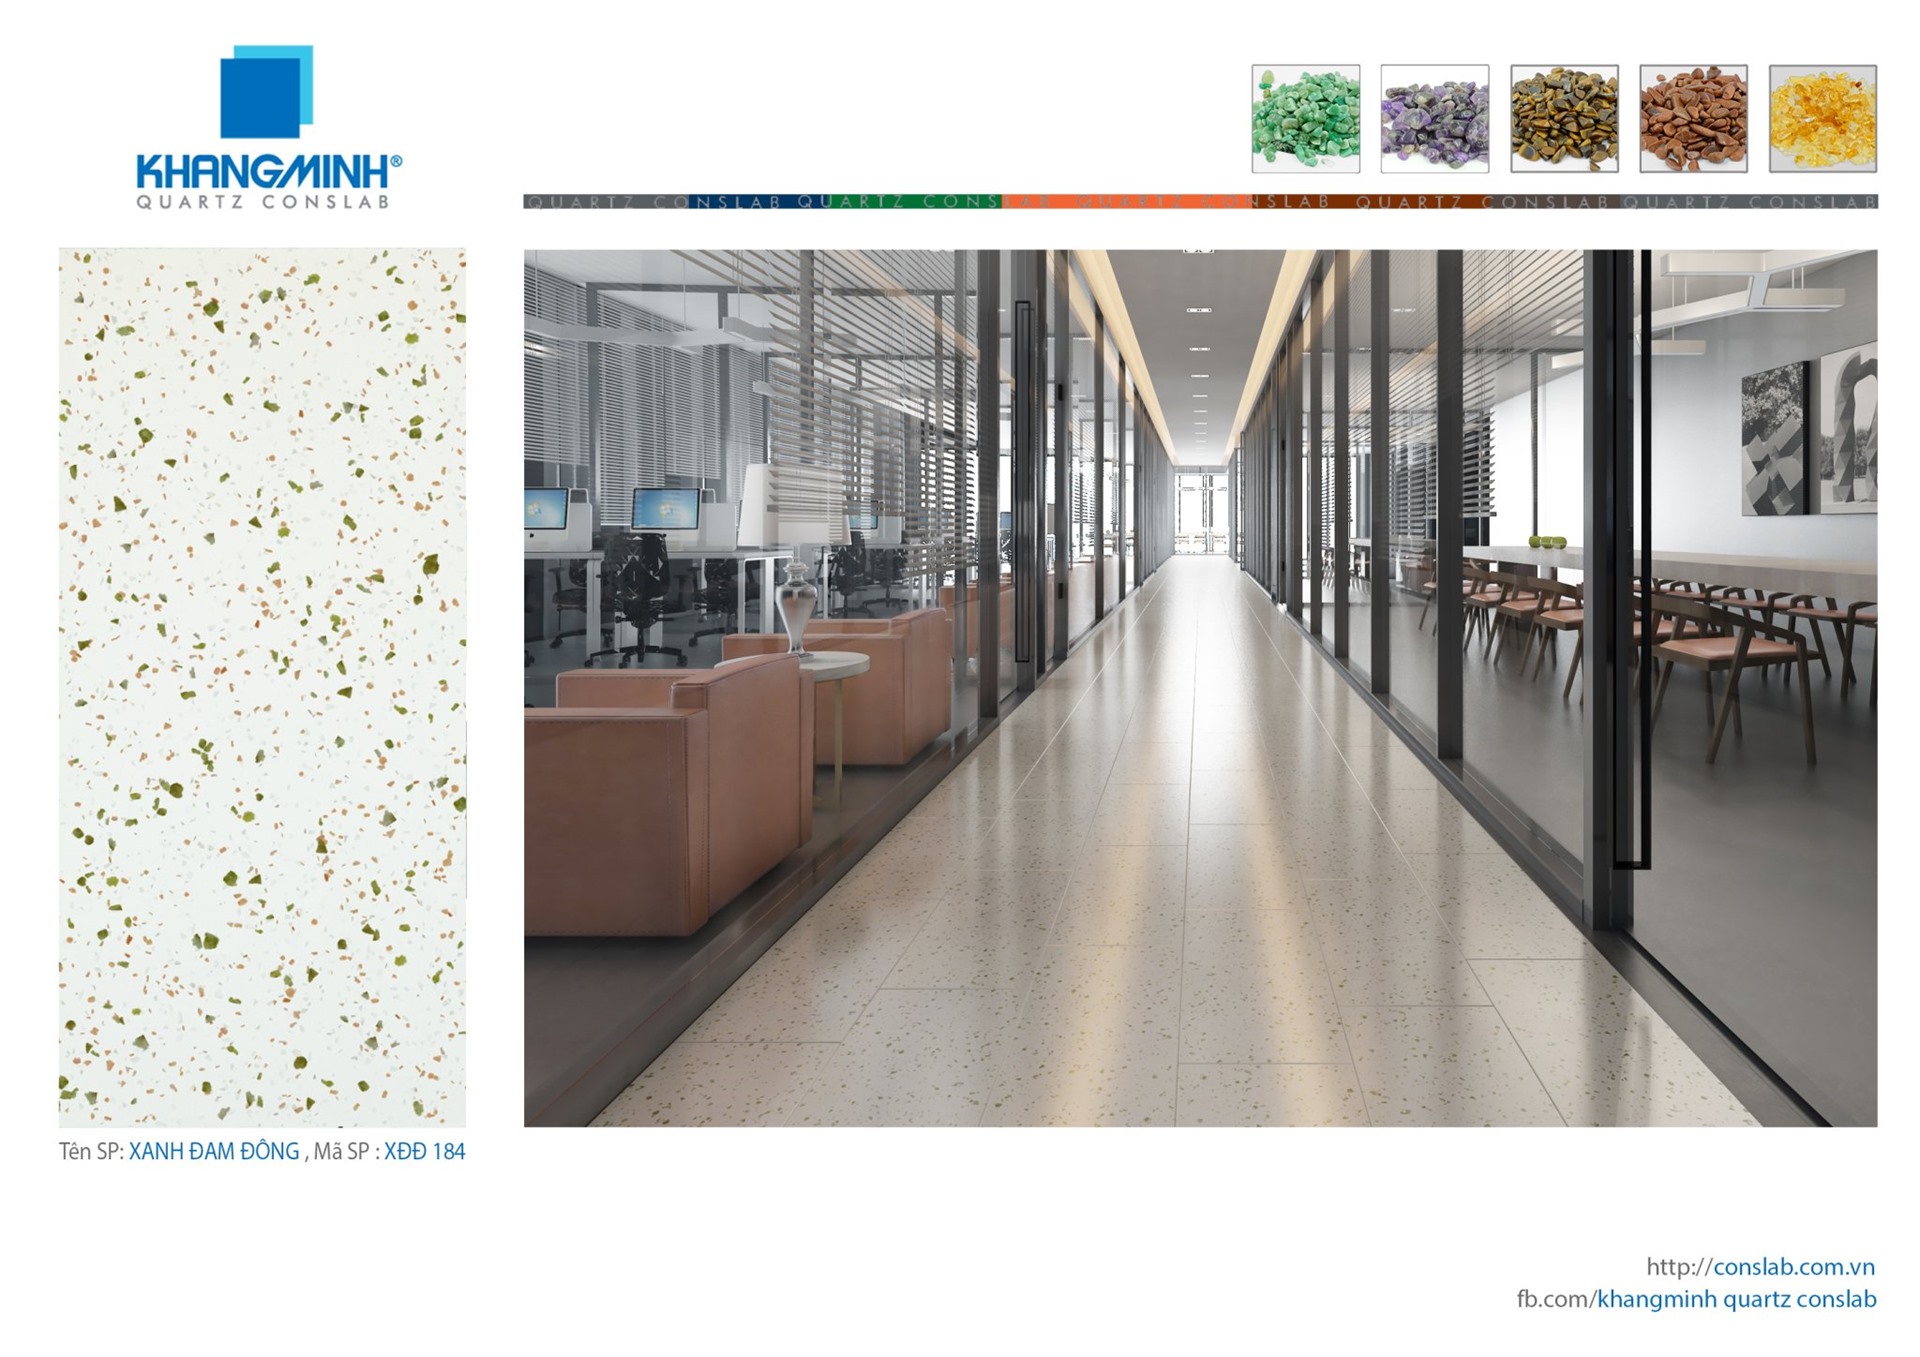 KHANGMINH®
QUARTZ CONSLAB
QUARTZ CONSLAB QUARTZ CONSLAB QUARTZ CONSLAB QUARTZ CONSLAB QUARTZ CONSLAB
Tên SP: XANH ĐAM ĐÔNG , Mã SP : XĐĐ 184
http://conslab.com.vn
fb.com/khangminh quartz conslab